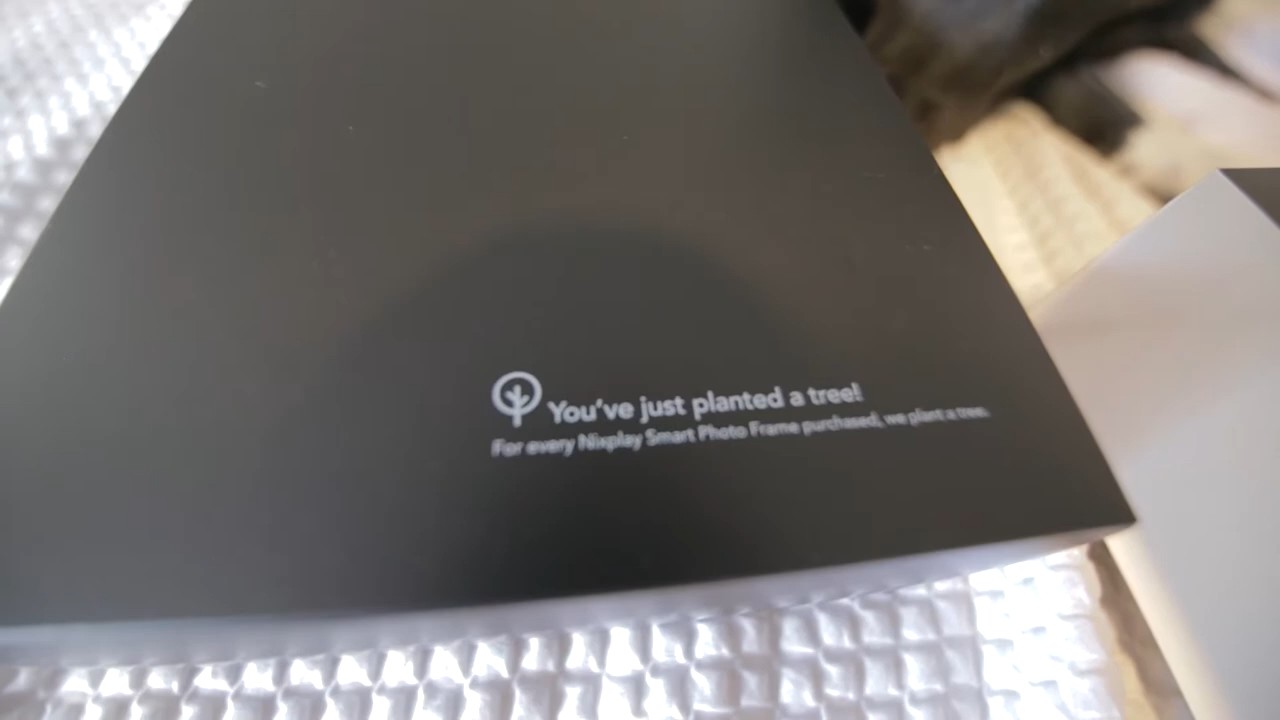 You've just planted a tree!
For every Nixplay Smart Photo Frame purchased, we plant a tree.